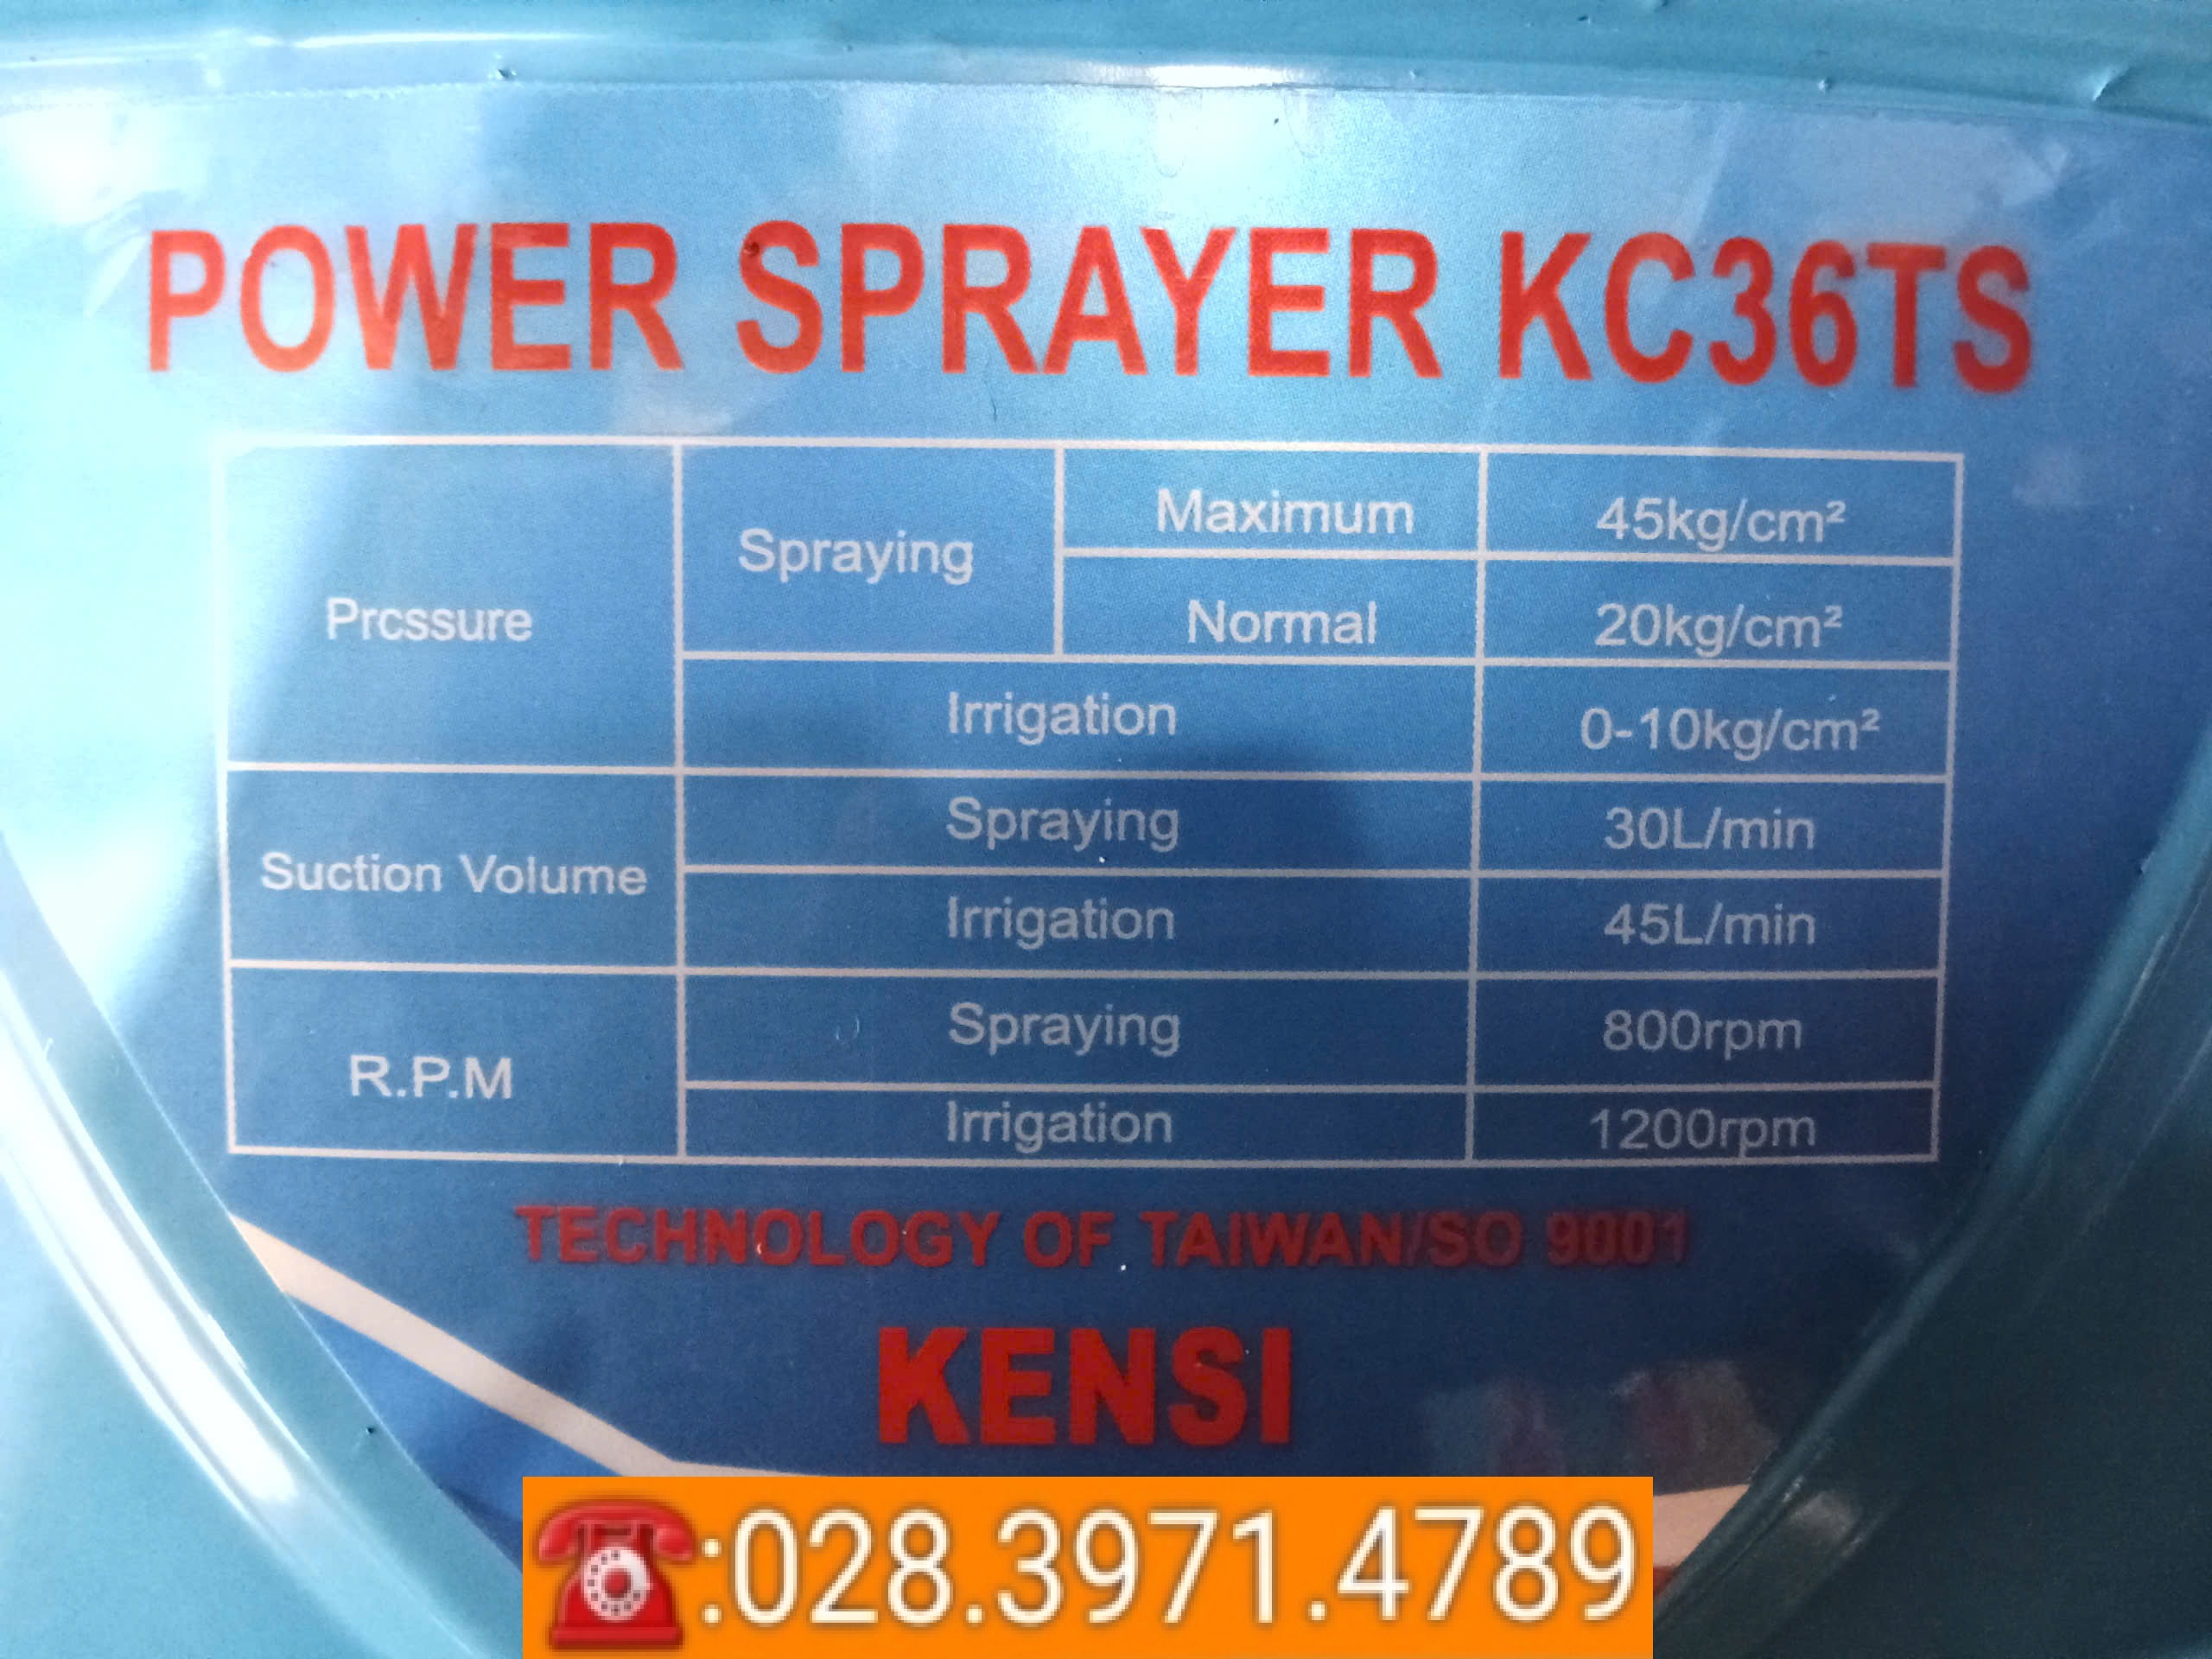 POWER SPRAYER KC36TS
Prcssure Spraying Maximum 45kg/cm²
Normal 20kg/cm²
Irrigation 0-10kg/cm²
Suction Volume Spraying 30L/min
Irrigation 45L/min
R.P.M Spraying 800rpm
Irrigation 1200rpm
TECHNOLOGY OF TAIWAN/SO 9001
KENSI
☎:028.3971.4789